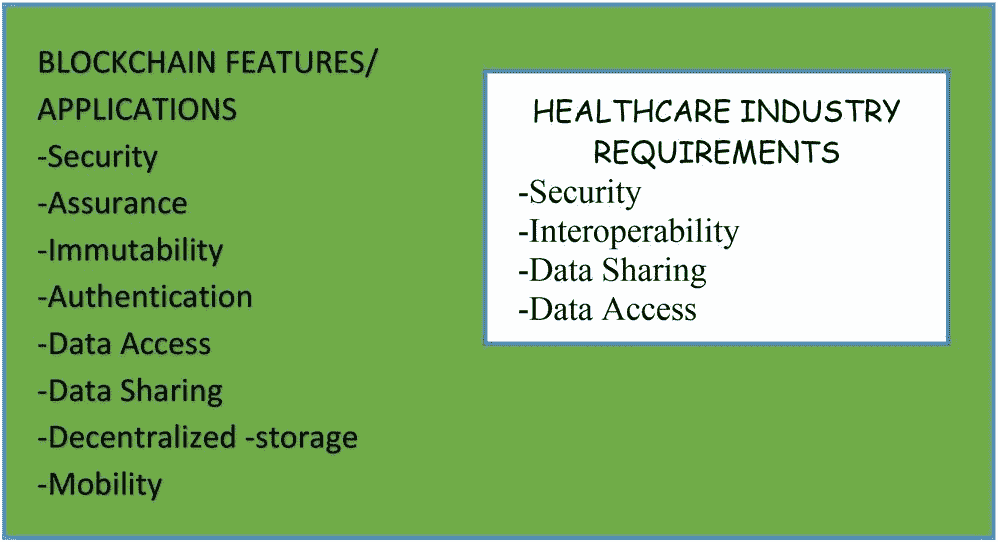 BLOCKCHAIN FEATURES/
APPLICATIONS
-Security
-Assurance
-Immutability
-Authentication
-Data Access
-Data Sharing
-Decentralized -storage
-Mobility
HEALTHCARE INDUSTRY
REQUIREMENTS
-Security
-Interoperability
-Data Sharing
-Data Access